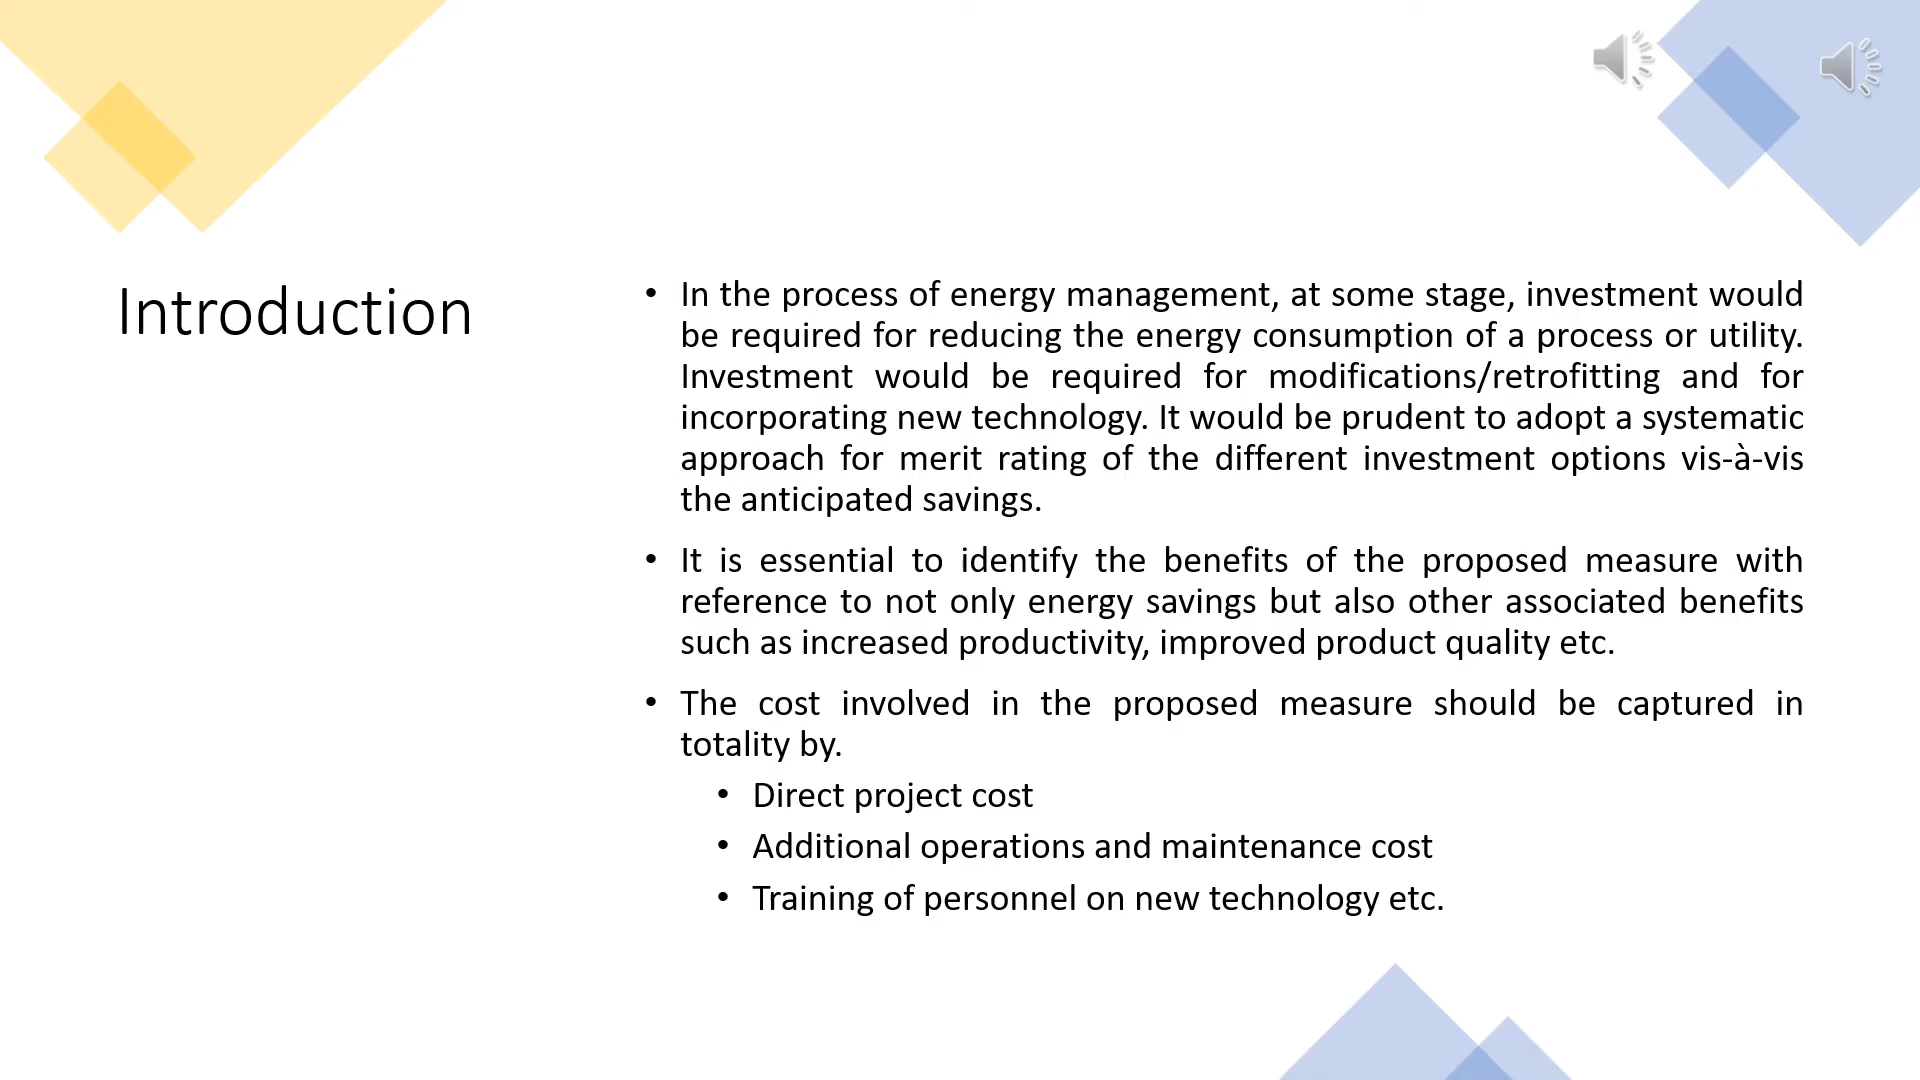 Introduction
• In the process of energy management, at some stage, investment would
be required for reducing the energy consumption of a process or utility.
Investment would be required for modifications/retrofitting and for
incorporating new technology. It would be prudent to adopt a systematic
approach for merit rating of the different investment options vis-à-vis
the anticipated savings.
• It is essential to identify the benefits of the proposed measure with
reference to not only energy savings but also other associated benefits
such as increased productivity, improved product quality etc.
• The cost involved in the proposed measure should be captured in
totality by.
• Direct project cost
• Additional operations and maintenance cost
• Training of personnel on new technology etc.